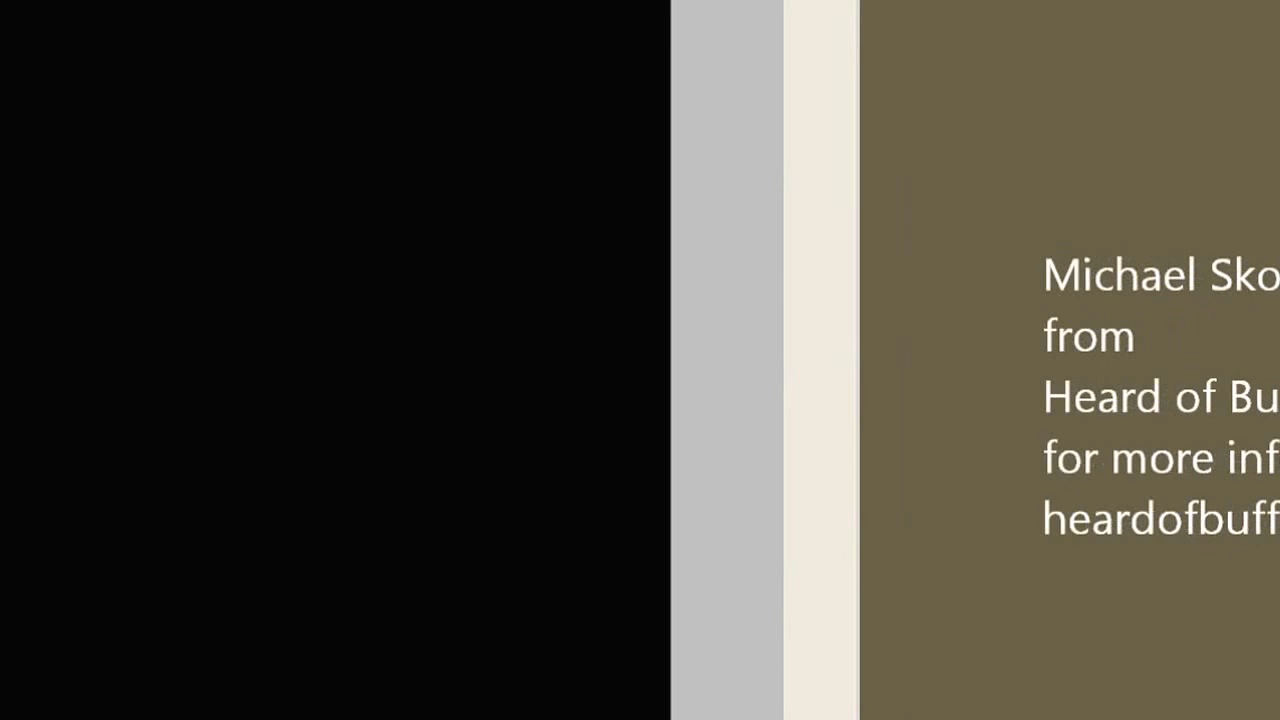 Michael Sko
from
Heard of Bu
for more inf
heardofbuff